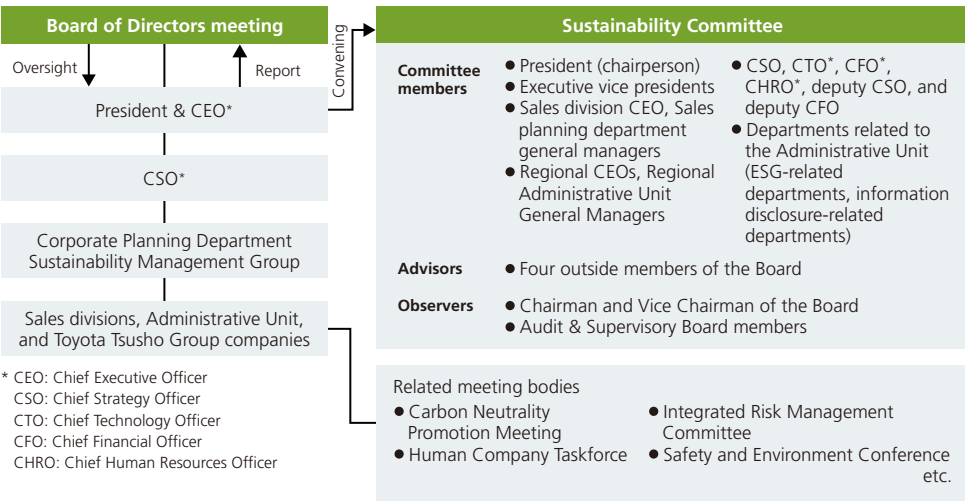 Board of Directors meeting
Oversight
Report
Convening
President & CEO*
CSO*
Corporate Planning Department
Sustainability Management Group
Sales divisions, Administrative Unit,
and Toyota Tsusho Group companies
* CEO: Chief Executive Officer
CSO: Chief Strategy Officer
CTO: Chief Technology Officer
CFO: Chief Financial Officer
CHRO: Chief Human Resources Officer
Sustainability Committee
Committee
members
● President (chairperson)
● Executive vice presidents
● Sales division CEO, Sales
planning department
general managers
● Regional CEOs, Regional
Administrative Unit
General Managers
● CSO, CTO*, CFO*,
CHRO*, deputy CSO, and
deputy CFO
● Departments related to
the Administrative Unit
(ESG-related
departments, information
disclosure-related
departments)
Advisors
● Four outside members of the Board
Observers
● Chairman and Vice Chairman of the Board
● Audit & Supervisory Board members
Related meeting bodies
● Carbon Neutrality
Promotion Meeting
● Human Company Taskforce
● Integrated Risk Management
Committee
● Safety and Environment Conference
etc.